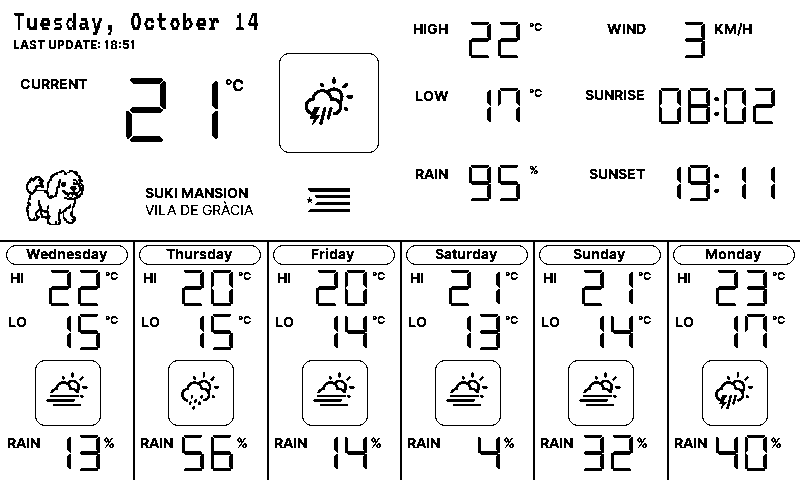 Tuesday, October 14
LAST UPDATE: 18:51
CURRENT 21 °C
HIGH 22 °C
LOW 17 °C
RAIN 95 %
WIND 3 KM/H
SUNRISE 08:02
SUNSET 19:11
SUKI MANSION
VILA DE GRÀCIA
Wednesday
HI 22 °C
LO 15 °C
RAIN 13 %
Thursday
HI 20 °C
LO 15 °C
RAIN 56 %
Friday
HI 20 °C
LO 14 °C
RAIN 14 %
Saturday
HI 21 °C
LO 13 °C
RAIN 4 %
Sunday
HI 21 °C
LO 14 °C
RAIN 32 %
Monday
HI 23 °C
LO 17 °C
RAIN 40 %